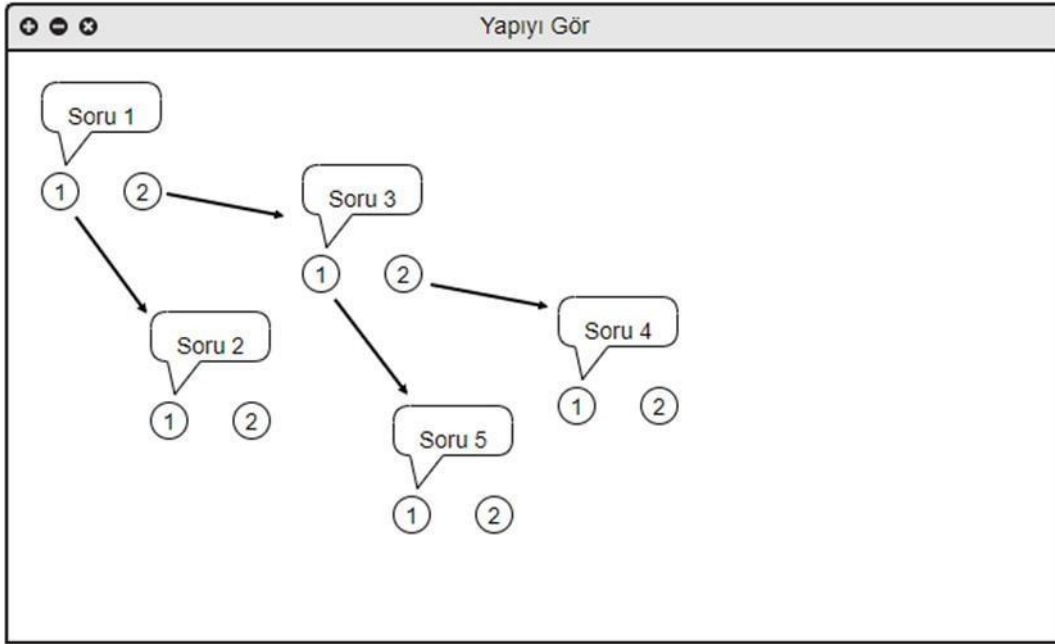 Yapıyı Gör
Soru 1
1 2
Soru 3
1 2
Soru 2
1 2
Soru 4
1 2
Soru 5
1 2